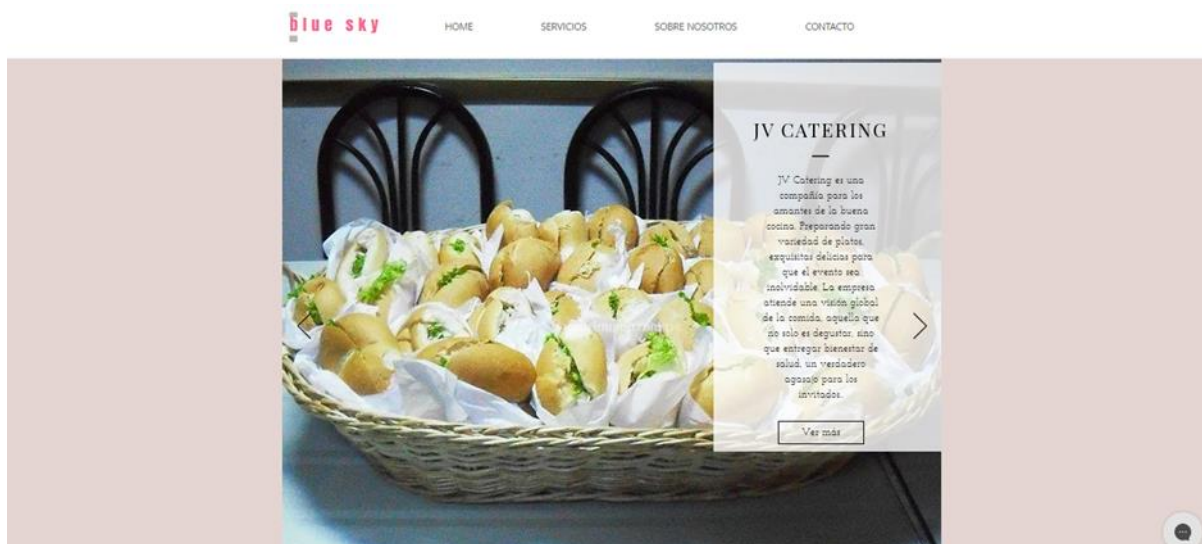 blue sky
HOME
SERVICIOS
SOBRE NOSOTROS
CONTACTO
JV CATERING
JV Catering es una
compañía para los
amantes de la buena
cocina. Preparando gran
variedad de platos,
exquisitas delicias para
que el evento sea
inolvidable. La empresa
atiende una visión global
de la comida, aquella que
no solo es degustar, sino
que entregar bienestar de
salud, un verdadero
agasajo para los
invitados..
Ver más